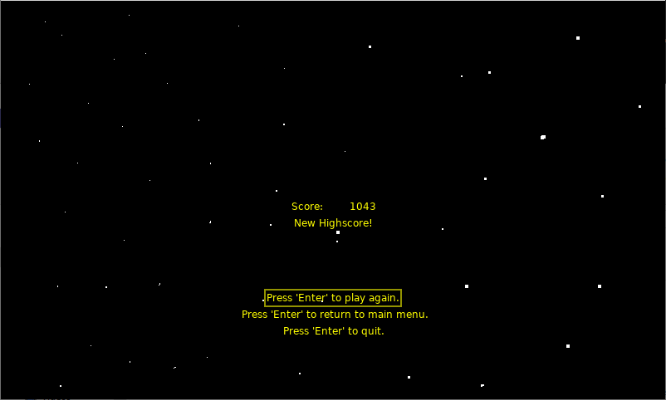 Score: 1043
New Highscore!
Press 'Enter' to play again.
Press 'Enter' to return to main menu.
Press 'Enter' to quit.